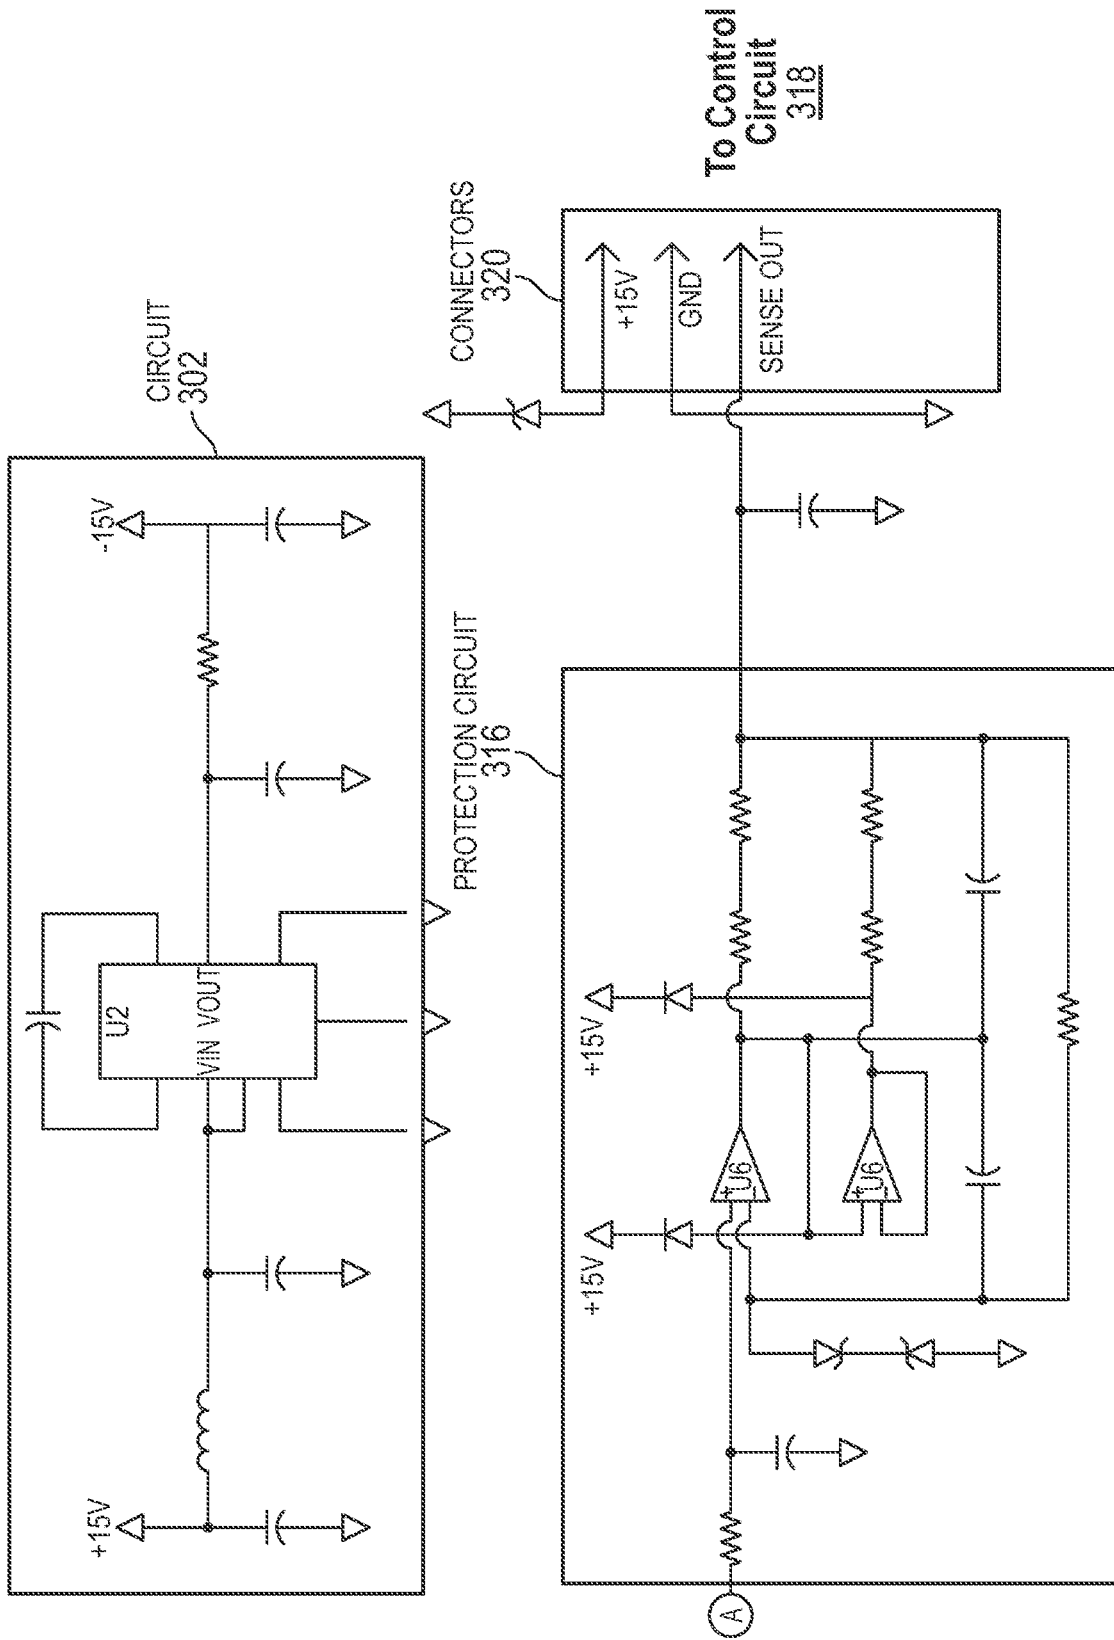 CIRCUIT
302
+15V
U2
VIN VOUT
-15V
PROTECTION CIRCUIT
316
+15V
+15V
+
U6
+
U6
A
CONNECTORS
320
+15V
GND
SENSE OUT
To Control
Circuit
318